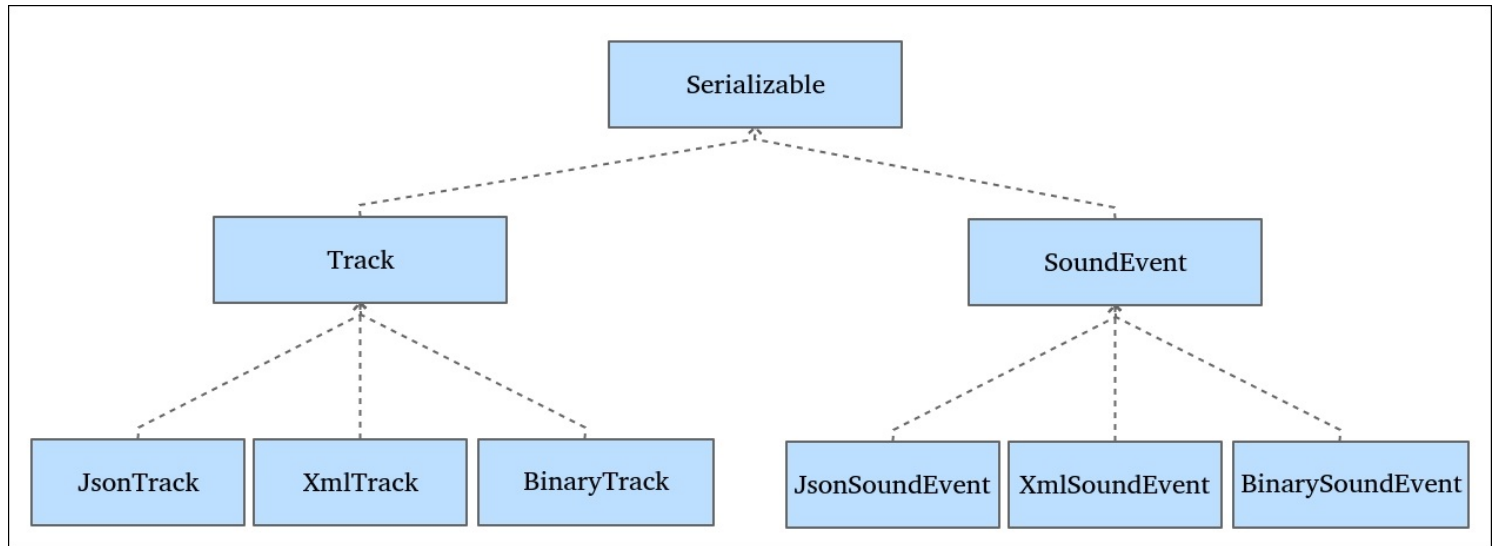 Serializable
Track
SoundEvent
JsonTrack
XmlTrack
BinaryTrack
JsonSoundEvent
XmlSoundEvent
BinarySoundEvent